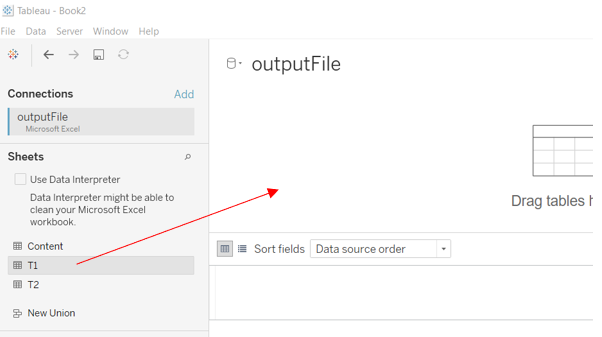 Tableau - Book2
File Data Server Window Help
Connections Add
outputFile
Microsoft Excel
Sheets
Use Data Interpreter
Data Interpreter might be able to
clean your Microsoft Excel
workbook.
Content
T1
T2
New Union
outputFile
Drag tables h
Sort fields Data source order